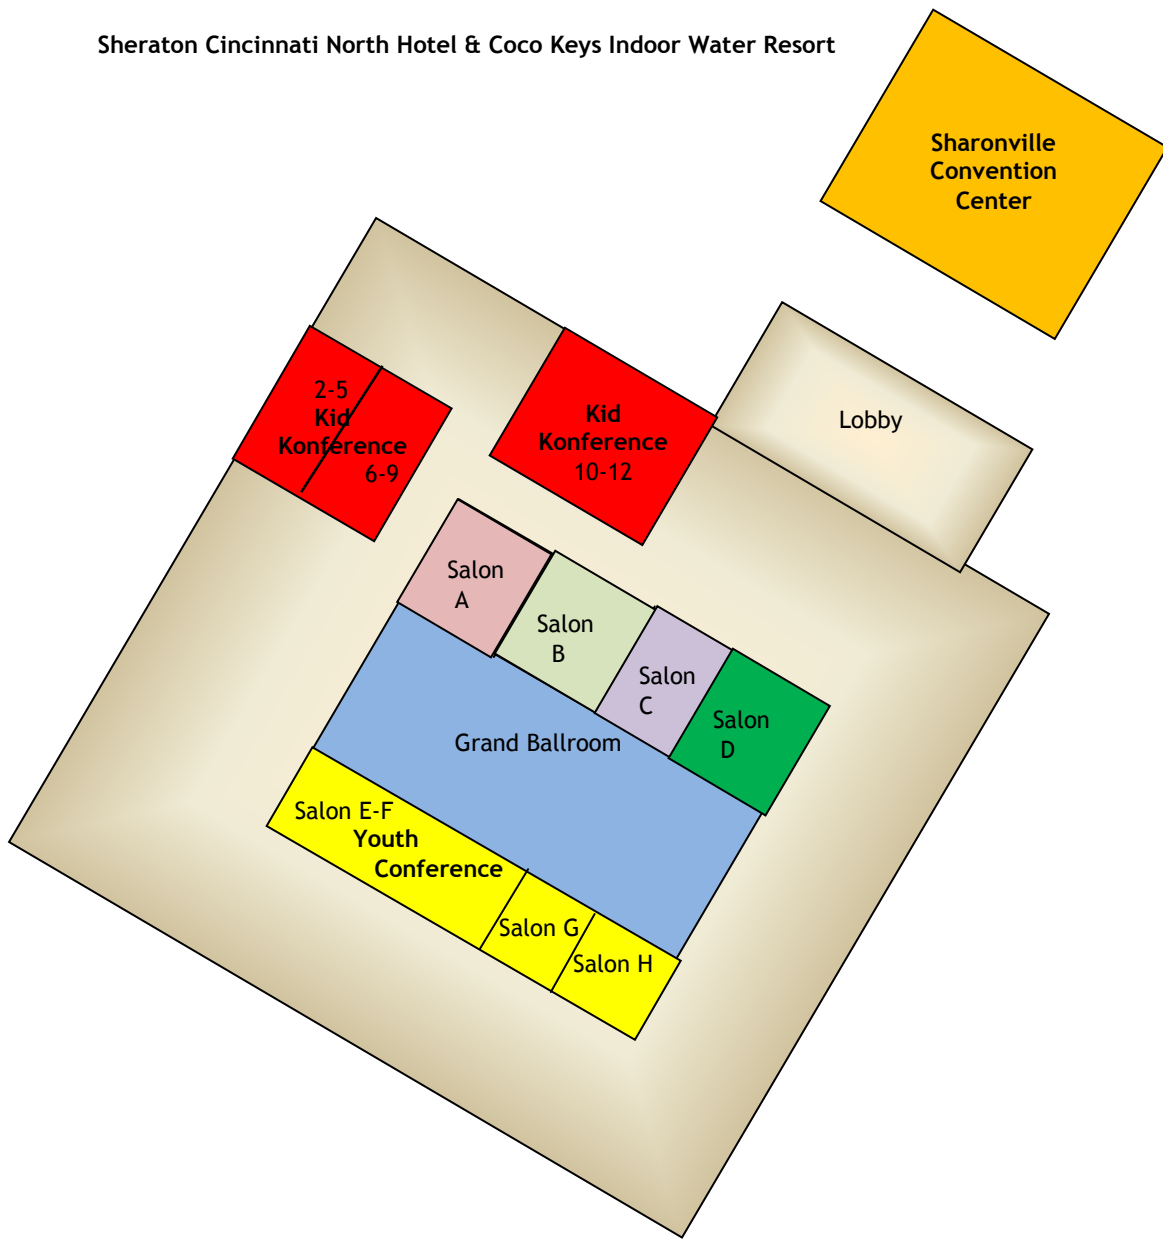 Sheraton Cincinnati North Hotel & Coco Keys Indoor Water Resort
Sharonville
Convention
Center
2-5
Kid
Konference
6-9
Kid
Konference
10-12
Lobby
Salon
A
Salon
B
Salon
C
Salon
D
Grand Ballroom
Salon E-F
Youth
Conference
Salon G
Salon H